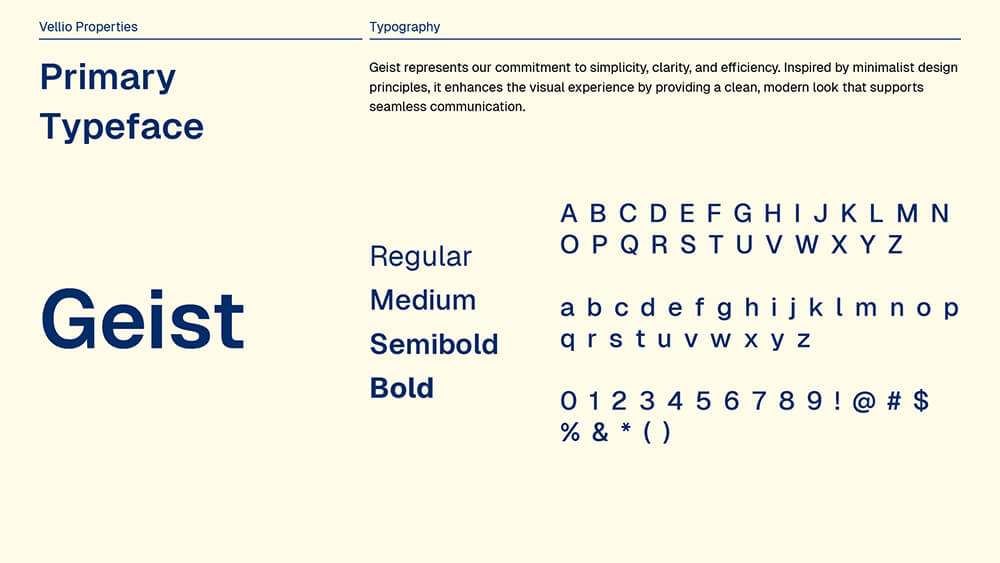 Vellio Properties
Typography
Primary
Typeface
Geist represents our commitment to simplicity, clarity, and efficiency. Inspired by minimalist design
principles, it enhances the visual experience by providing a clean, modern look that supports
seamless communication.
Geist
Regular
Medium
Semibold
Bold
A B C D E F G H I J K L M N
O P Q R S T U V W X Y Z
a b c d e f g h i j k l m n o p
q r s t u v w x y z
0 1 2 3 4 5 6 7 8 9 ! @ # $
% & * ( )